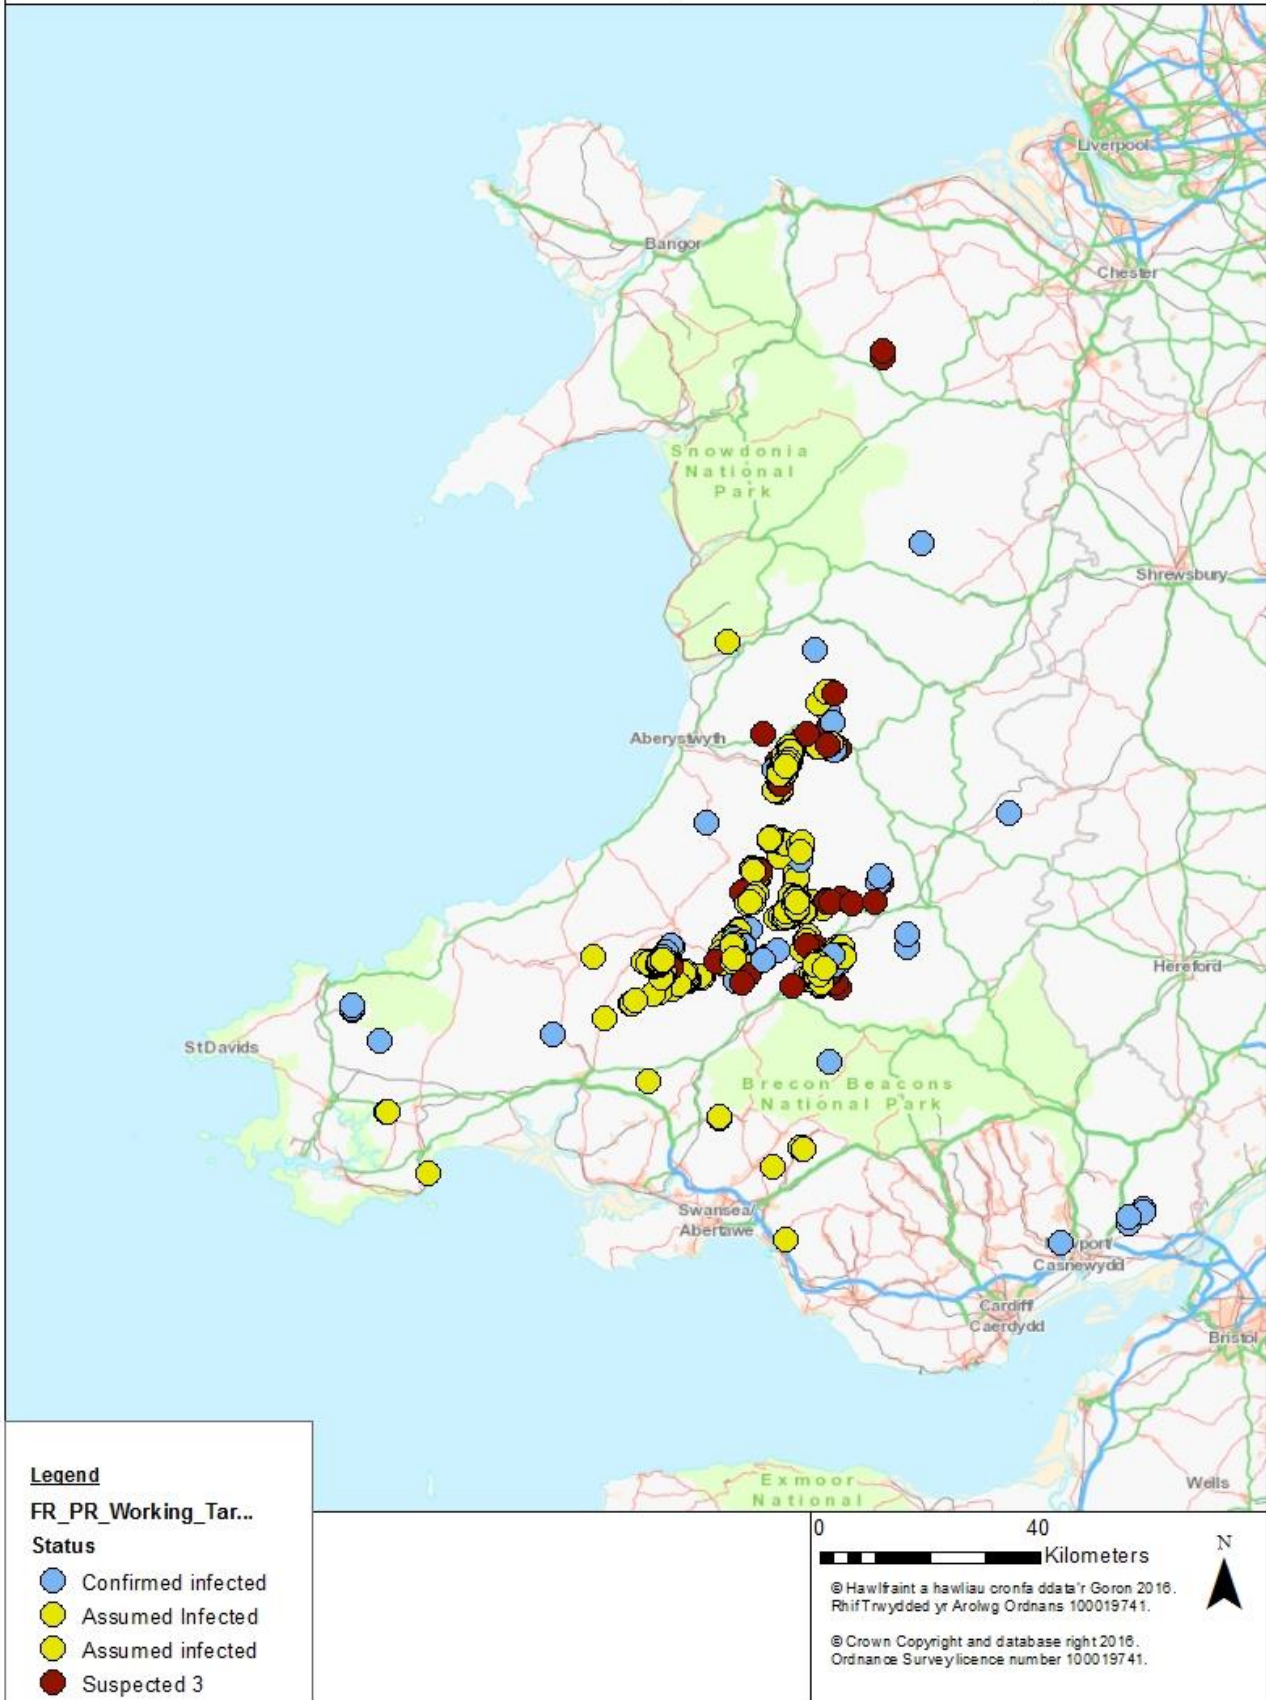 Liverpool
Bangor
Chester
Snowdonia
National
Park
Shrewsbury
Aberystwyth
Hereford
St Davids
Brecon Beacons
National Park
Swansea/
Abertawe
port/
Casnewydd
Cardiff
Caerdydd
Bristol
Wells
Exmoor
National
Legend
FR_PR_Working_Tar...
Status
Confirmed infected
Assumed Infected
Assumed infected
Suspected 3
0 40
Kilometers
N
© Hawlfraint a hawliau cronfa ddata'r Goron 2016.
Rhif Trwydded yr Arolwg Ordnans 100019741.
© Crown Copyright and database right 2016.
Ordnance Survey licence number 100019741.